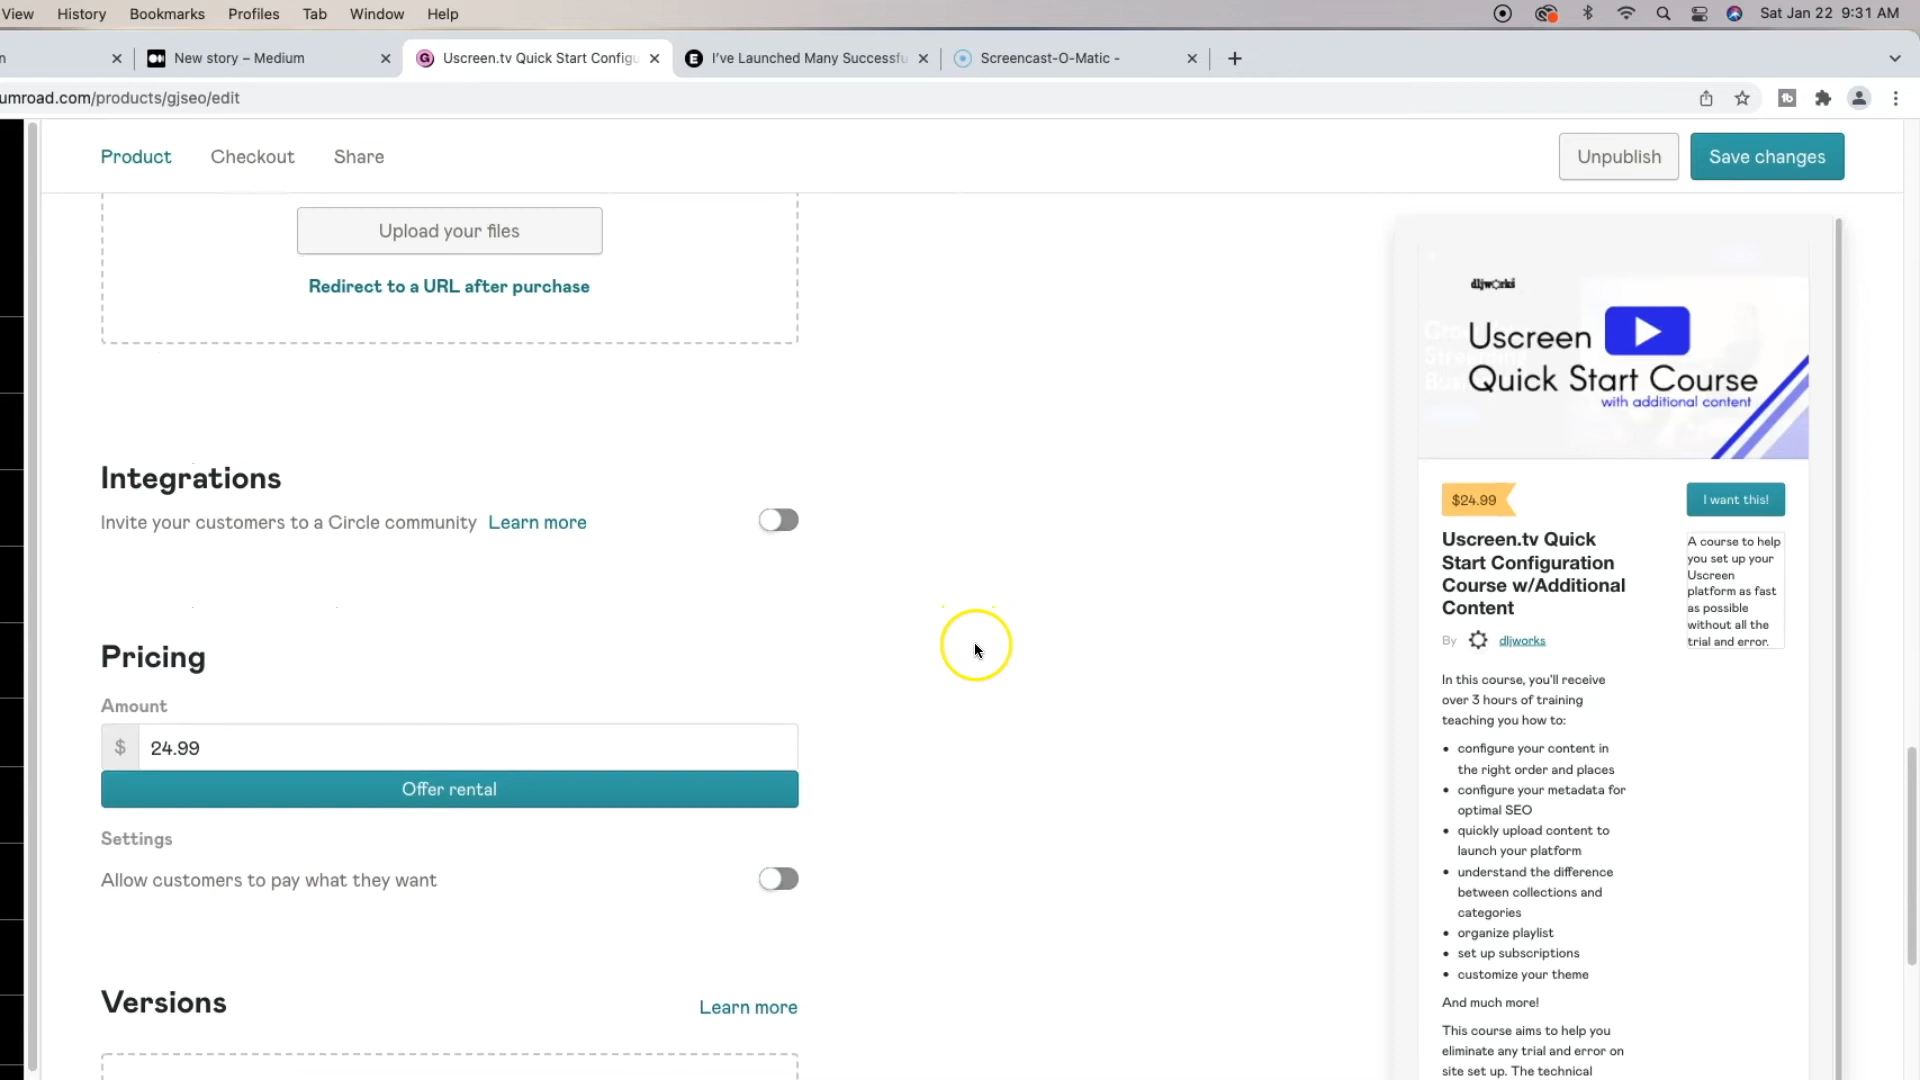 View History Bookmarks Profiles Tab Window Help Sat Jan 22 9:31 AM
n New story – Medium Uscreen.tv Quick Start Configu I've Launched Many Successfu Screencast-O-Matic -
umroad.com/products/gjseo/edit
Product Checkout Share Unpublish Save changes
Upload your files
Redirect to a URL after purchase
Integrations
Invite your customers to a Circle community Learn more
Pricing
Amount
$ 24.99
Offer rental
Settings
Allow customers to pay what they want
Versions Learn more
dljworks
Uscreen
Quick Start Course
with additional content
$24.99
I want this!
Uscreen.tv Quick
Start Configuration
Course w/Additional
Content
By dljworks
A course to help
you set up your
Uscreen
platform as fast
as possible
without all the
trial and error.
In this course, you'll receive
over 3 hours of training
teaching you how to:
• configure your content in
the right order and places
• configure your metadata for
optimal SEO
• quickly upload content to
launch your platform
• understand the difference
between collections and
categories
• organize playlist
• set up subscriptions
• customize your theme
And much more!
This course aims to help you
eliminate any trial and error on
site set up. The technical